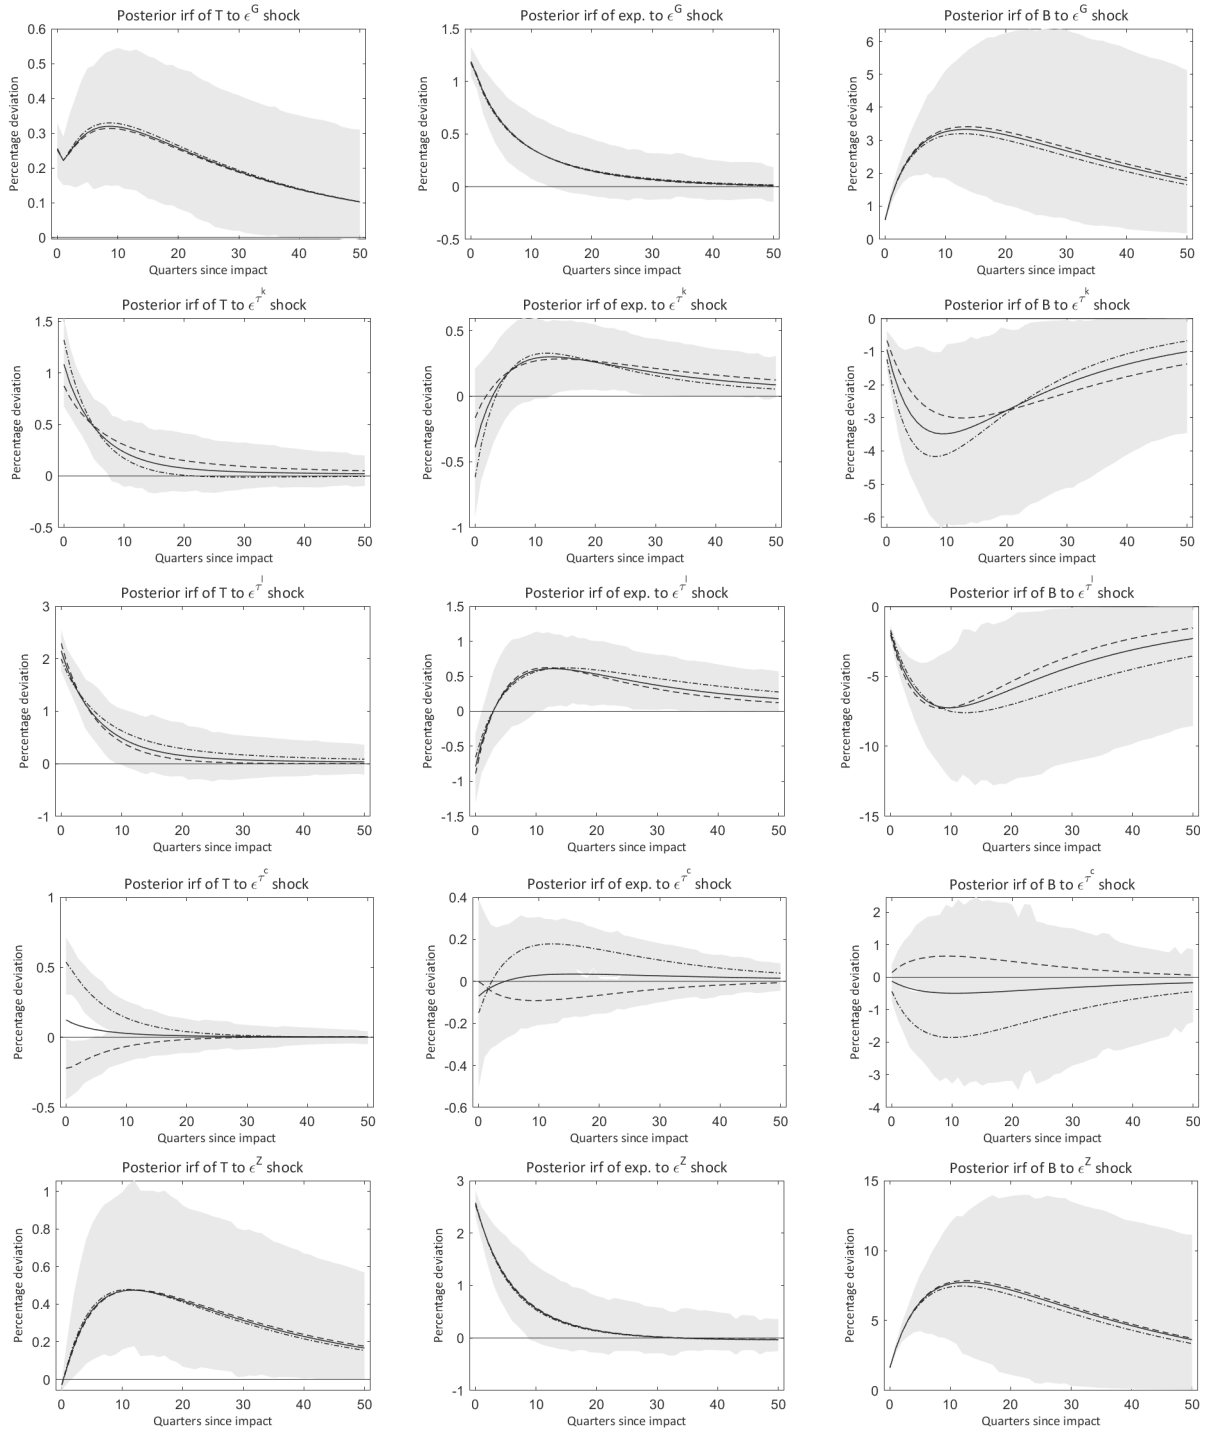 Posterior irf of T to ϵ^G shock
Percentage deviation
0.6
0.5
0.4
0.3
0.2
0.1
0
0 10 20 30 40 50
Quarters since impact
Posterior irf of exp. to ϵ^G shock
Percentage deviation
1.5
1
0.5
0
-0.5
0 10 20 30 40 50
Quarters since impact
Posterior irf of B to ϵ^G shock
Percentage deviation
6
5
4
3
2
1
0
0 10 20 30 40 50
Quarters since impact
Posterior irf of T to ϵ^τ^k shock
Percentage deviation
1.5
1
0.5
0
-0.5
0 10 20 30 40 50
Quarters since impact
Posterior irf of exp. to ϵ^τ^k shock
Percentage deviation
0.5
0
-0.5
-1
0 10 20 30 40 50
Quarters since impact
Posterior irf of B to ϵ^τ^k shock
Percentage deviation
0
-1
-2
-3
-4
-5
-6
0 10 20 30 40 50
Quarters since impact
Posterior irf of T to ϵ^τ^l shock
Percentage deviation
3
2
1
0
-1
0 10 20 30 40 50
Quarters since impact
Posterior irf of exp. to ϵ^τ^l shock
Percentage deviation
1.5
1
0.5
0
-0.5
-1
-1.5
0 10 20 30 40 50
Quarters since impact
Posterior irf of B to ϵ^τ^l shock
Percentage deviation
0
-5
-10
-15
0 10 20 30 40 50
Quarters since impact
Posterior irf of T to ϵ^τ^c shock
Percentage deviation
1
0.5
0
-0.5
0 10 20 30 40 50
Quarters since impact
Posterior irf of exp. to ϵ^τ^c shock
Percentage deviation
0.4
0.2
0
-0.2
-0.4
-0.6
0 10 20 30 40 50
Quarters since impact
Posterior irf of B to ϵ^τ^c shock
Percentage deviation
2
1
0
-1
-2
-3
-4
0 10 20 30 40 50
Quarters since impact
Posterior irf of T to ϵ^Z shock
Percentage deviation
1
0.8
0.6
0.4
0.2
0
0 10 20 30 40 50
Quarters since impact
Posterior irf of exp. to ϵ^Z shock
Percentage deviation
3
2
1
0
-1
0 10 20 30 40 50
Quarters since impact
Posterior irf of B to ϵ^Z shock
Percentage deviation
15
10
5
0
0 10 20 30 40 50
Quarters since impact